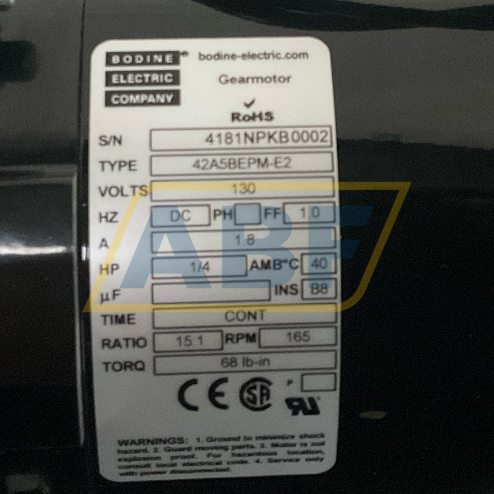 BODINE ® bodine-electric.com
ELECTRIC Gearmotor
COMPANY
RoHS
S/N 4181NPKB0002
TYPE 42A5BEPM-E2
VOLTS 130
HZ DC PH FF 1.0
A 1.8
HP 1/4 AMB°C 40
µF INS B8
TIME CONT
RATIO 15:1 RPM 165
TORQ 68 lb-in
CE SA P
ABF
WARNINGS: 1. Ground to minimize shock
hazard. 2. Guard moving parts. 3. Motor is not
explosion proof. For hazardous location,
consult local electrical code. 4. Service only
with power disconnected.